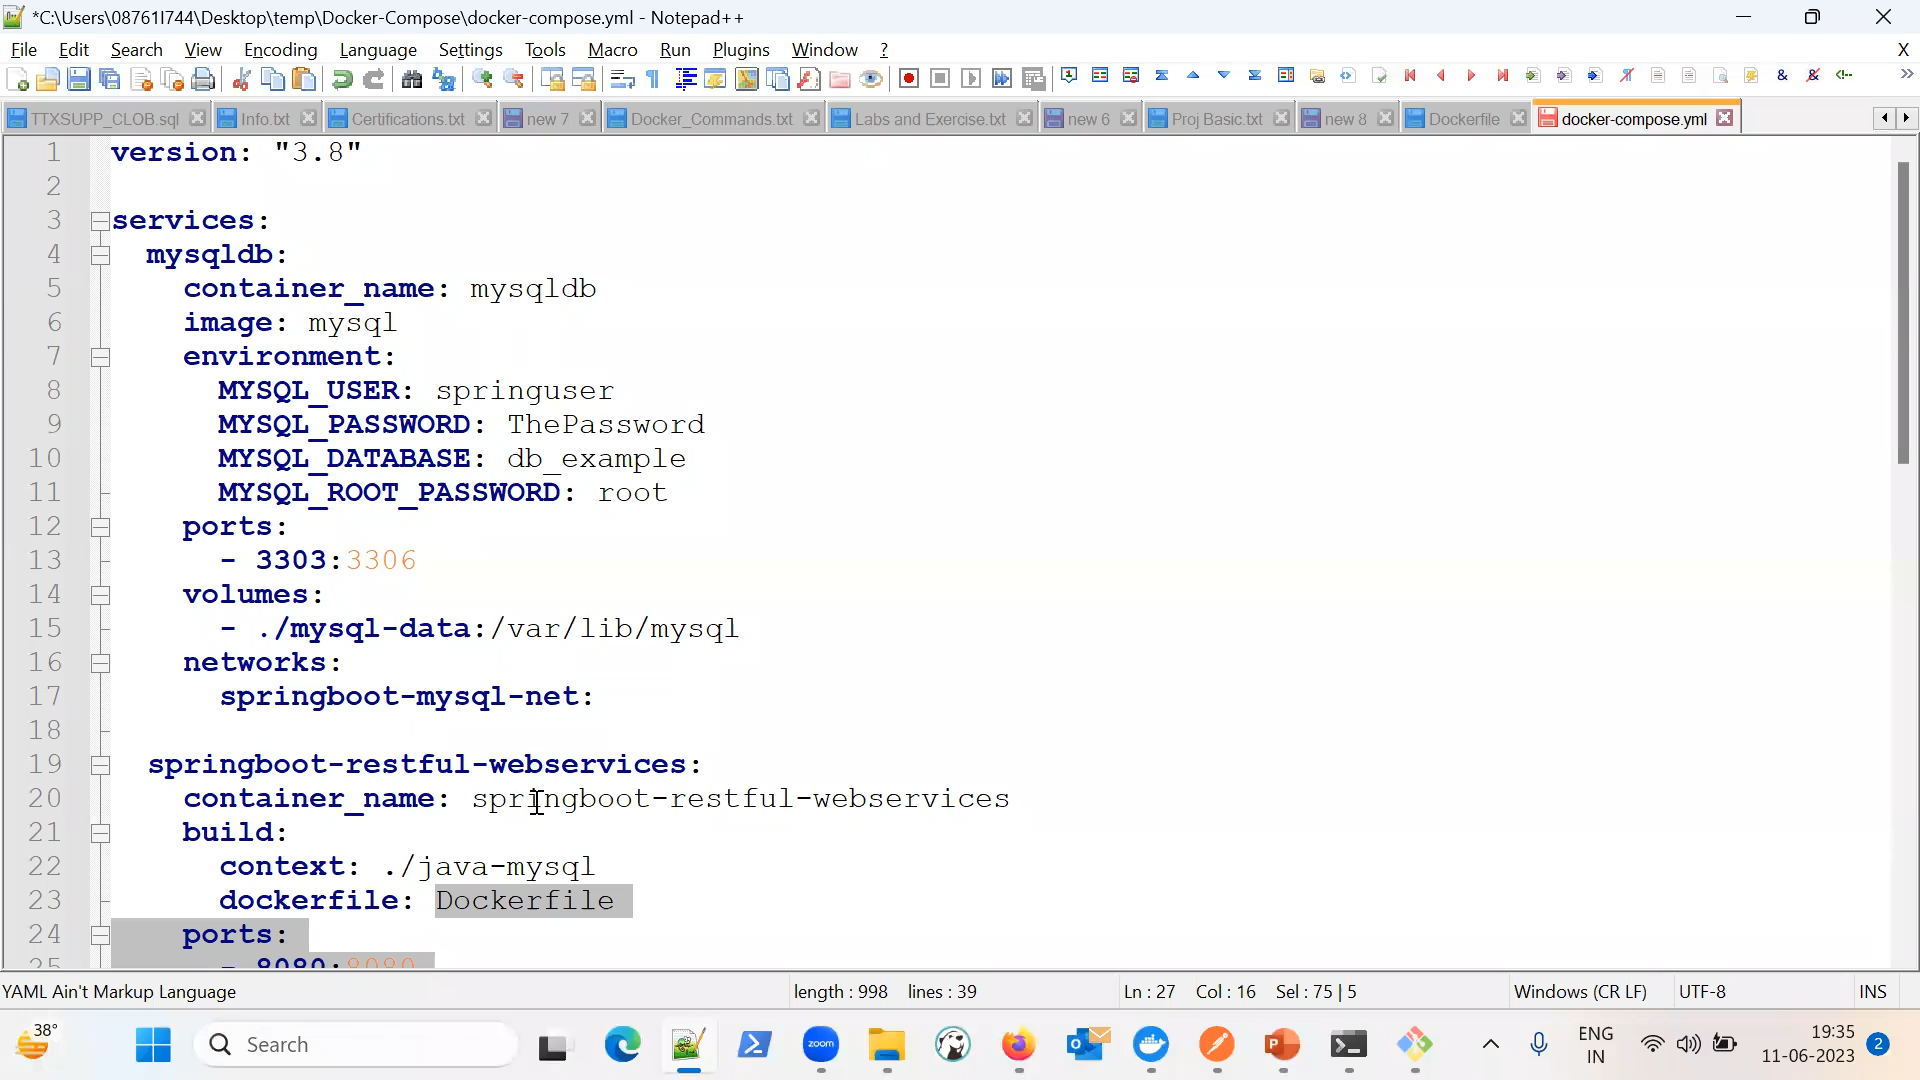 *C:\Users\08761I744\Desktop\temp\Docker-Compose\docker-compose.yml - Notepad++
File Edit Search View Encoding Language Settings Tools Macro Run Plugins Window ? X
TTXSUPP_CLOB.sql Info.txt Certifications.txt new 7 Docker_Commands.txt Labs and Exercise.txt new 6 Proj Basic.txt new 8 Dockerfile docker-compose.yml
1 version: "3.8"
2
3 services:
4 mysqldb:
5 container_name: mysqldb
6 image: mysql
7 environment:
8 MYSQL_USER: springuser
9 MYSQL_PASSWORD: ThePassword
10 MYSQL_DATABASE: db_example
11 MYSQL_ROOT_PASSWORD: root
12 ports:
13 - 3303:3306
14 volumes:
15 - ./mysql-data:/var/lib/mysql
16 networks:
17 springboot-mysql-net:
18
19 springboot-restful-webservices:
20 container_name: springboot-restful-webservices
21 build:
22 context: ./java-mysql
23 dockerfile: Dockerfile
24 ports:
25 - 8080:8080
YAML Ain't Markup Language length : 998 lines : 39 Ln : 27 Col : 16 Sel : 75 | 5 Windows (CR LF) UTF-8 INS
38° Search zoom ENG 19:35
IN 11-06-2023 2